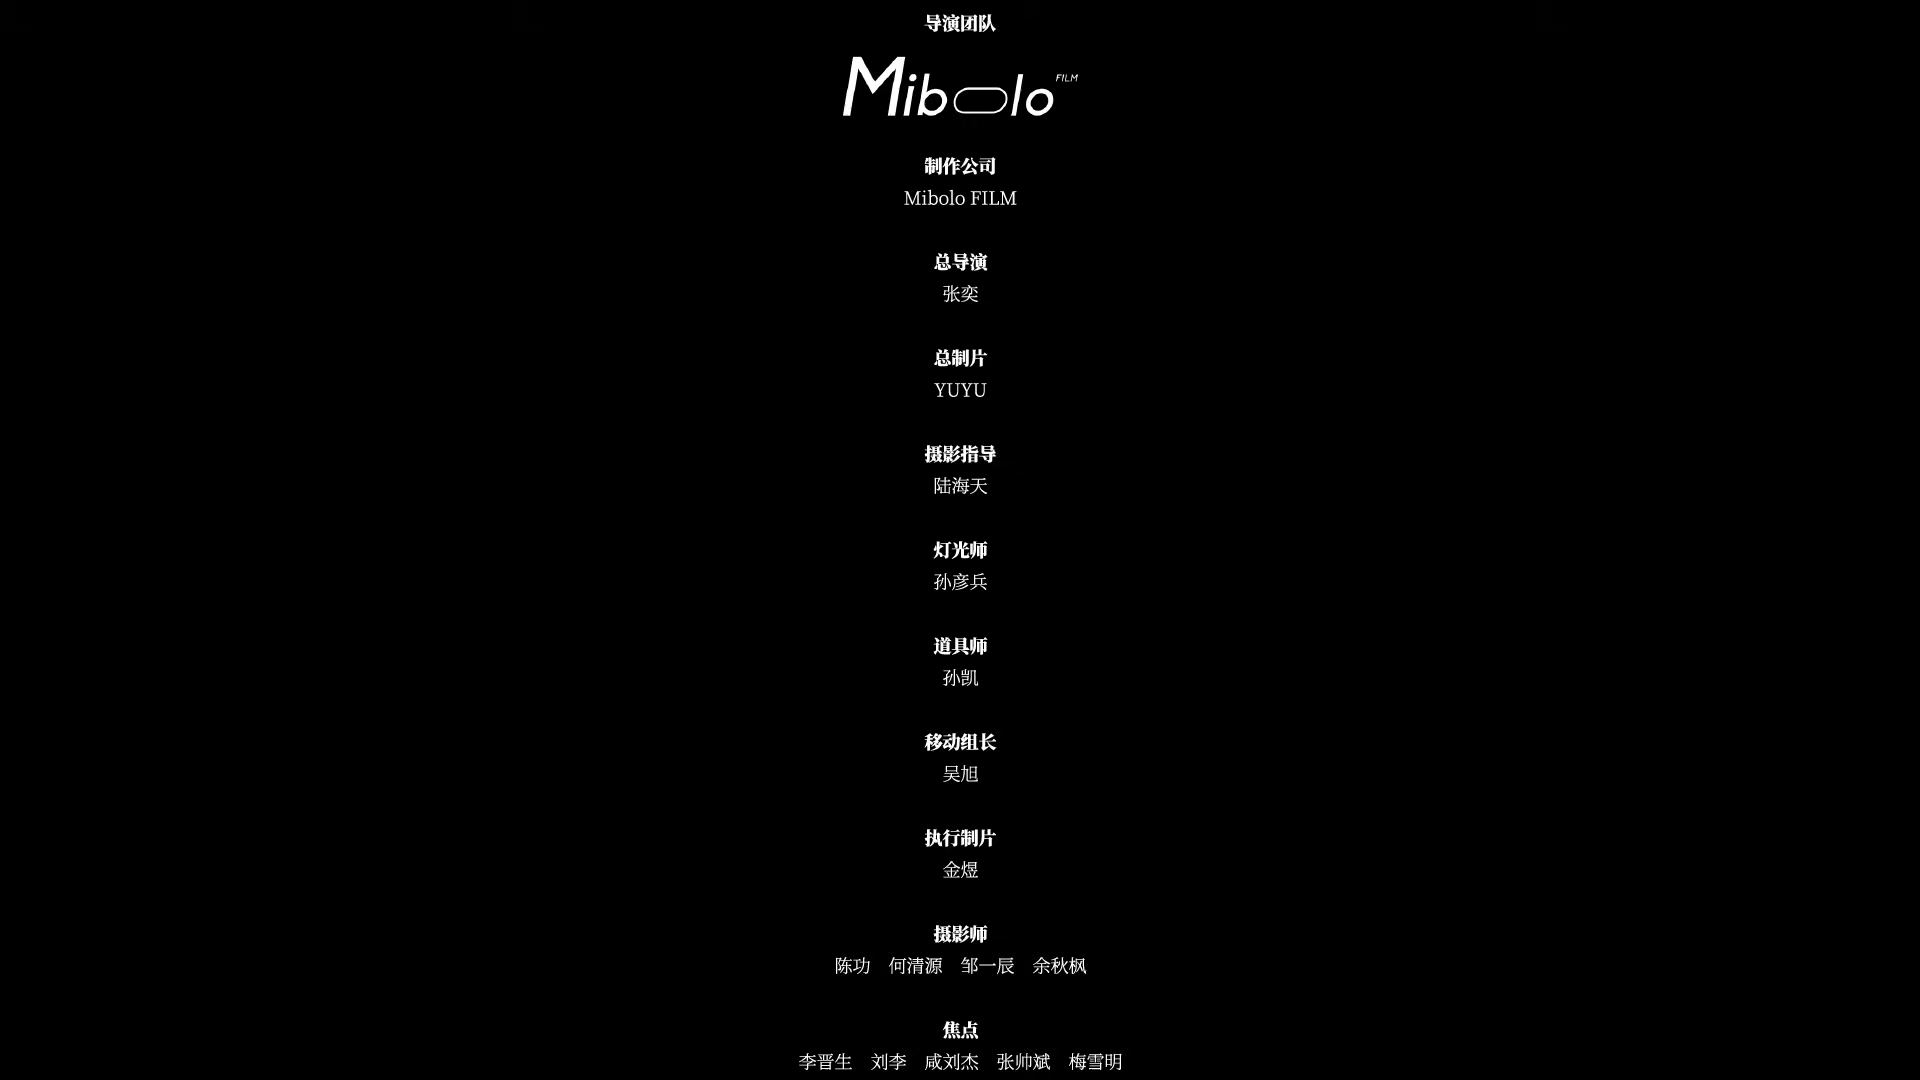 导演团队
Mibolo FILM
制作公司
Mibolo FILM
总导演
张奕
总制片
YUYU
摄影指导
陆海天
灯光师
孙彦兵
道具师
孙凯
移动组长
吴旭
执行制片
金煜
摄影师
陈功 何清源 邹一辰 余秋枫
焦点
李晋生 刘李 咸刘杰 张帅斌 梅雪明